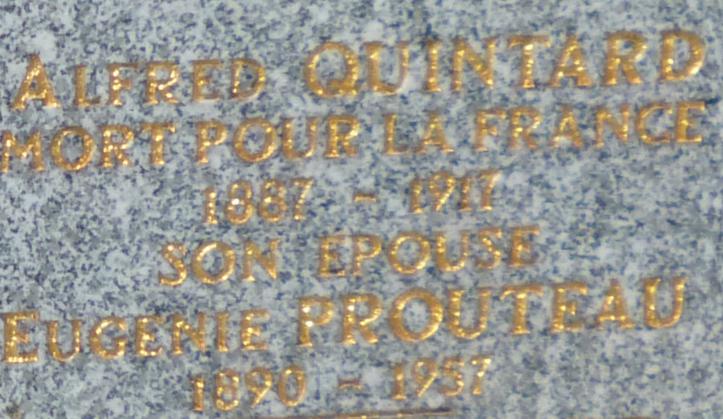 ALFRED QUINTARD
MORT POUR LA FRANCE
1887 - 1917
SON EPOUSE
EUGENIE PROUTEAU
1890 - 1957